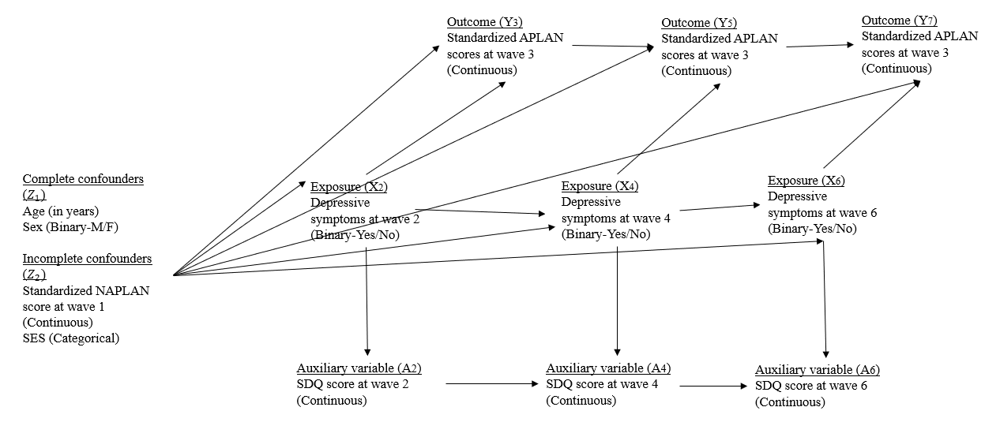 Outcome (Y3)
Standardized APLAN
scores at wave 3
(Continuous)
Outcome (Y5)
Standardized APLAN
scores at wave 3
(Continuous)
Outcome (Y7)
Standardized APLAN
scores at wave 3
(Continuous)
Complete confounders
(Z1)
Age (in years)
Sex (Binary-M/F)
Incomplete confounders
(Z2)
Standardized NAPLAN
score at wave 1
(Continuous)
SES (Categorical)
Exposure (X2)
Depressive
symptoms at wave 2
(Binary-Yes/No)
Exposure (X4)
Depressive
symptoms at wave 4
(Binary-Yes/No)
Exposure (X6)
Depressive
symptoms at wave 6
(Binary-Yes/No)
Auxiliary variable (A2)
SDQ score at wave 2
(Continuous)
Auxiliary variable (A4)
SDQ score at wave 4
(Continuous)
Auxiliary variable (A6)
SDQ score at wave 6
(Continuous)